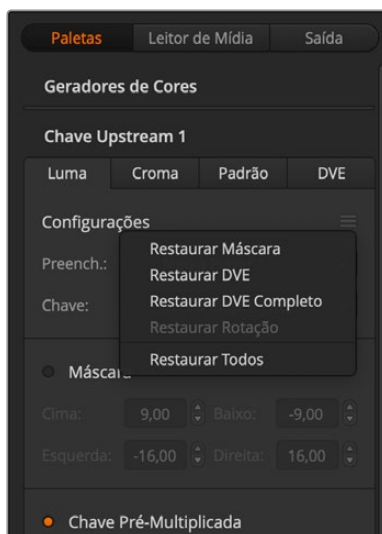 Paletas Leitor de Mídia Saída
Geradores de Cores
Chave Upstream 1
Luma Croma Padrão DVE
Configurações
Restaurar Máscara
Preench.:
Restaurar DVE
Chave:
Restaurar DVE Completo
Restaurar Rotação
Restaurar Todos
Máscara
Cima: 9,00 Baixo: -9,00
Esquerda: -16,00 Direita: 16,00
Chave Pré-Multiplicada